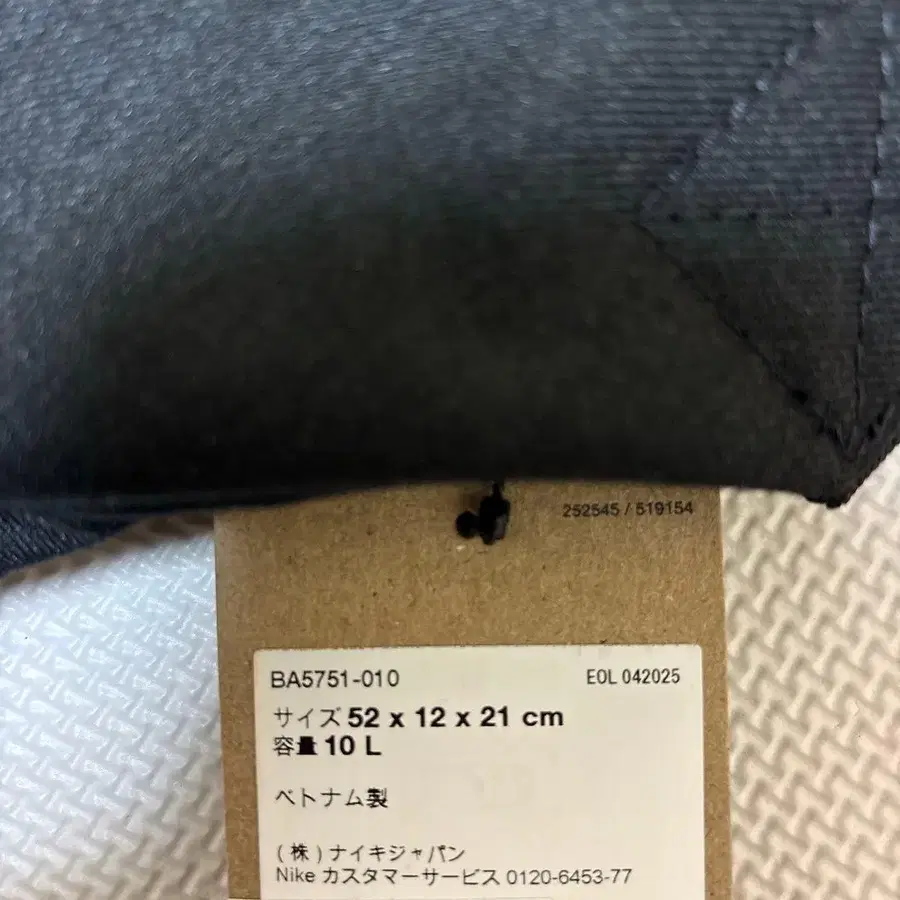 252545 / 519154
BA5751-010 EOL 042025
サイズ 52 x 12 x 21 cm
容量 10 L
ベトナム製
(株)ナイキジャパン
Nike カスタマーサービス 0120-6453-77